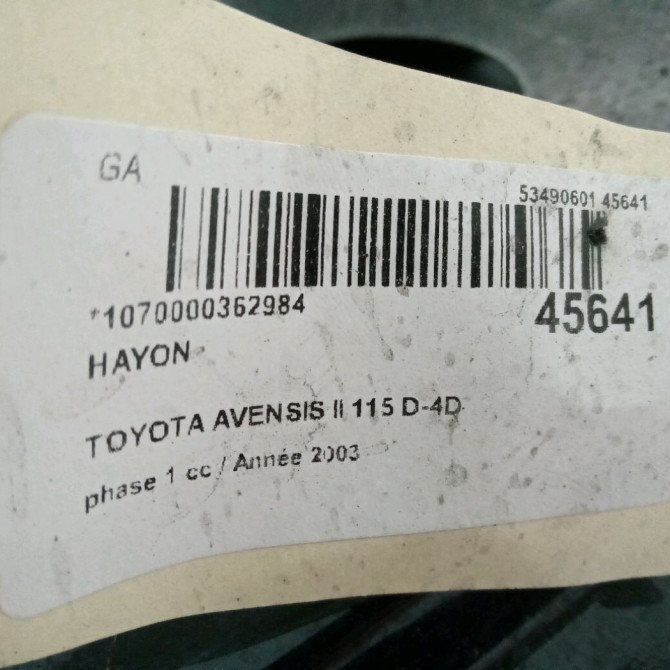 GA
53490601 45641
*1070000362984
45641
HAYON
TOYOTA AVENSIS II 115 D-4D
phase 1 cc / Année 2003